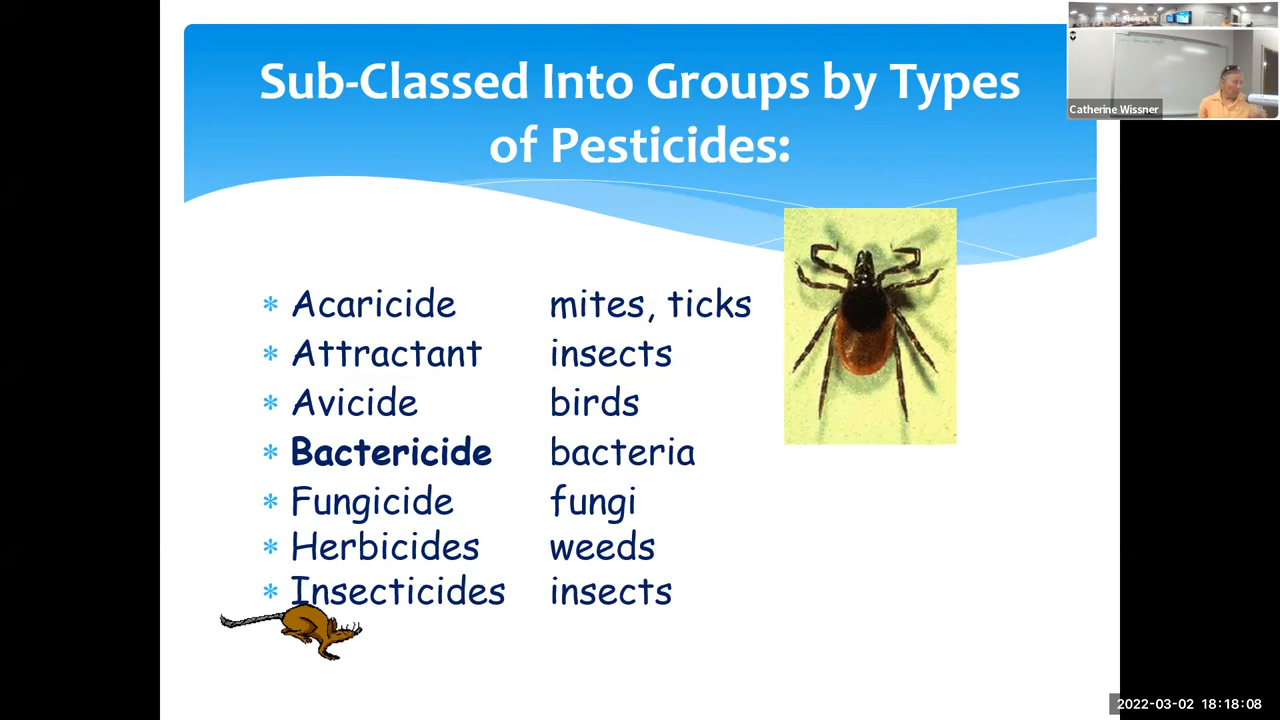 Sub-Classed Into Groups by Types
of Pesticides:
Catherine Wissner
* Acaricide mites, ticks
* Attractant insects
* Avicide birds
* Bactericide bacteria
* Fungicide fungi
* Herbicides weeds
* Insecticides insects
2022-03-02 18:18:08